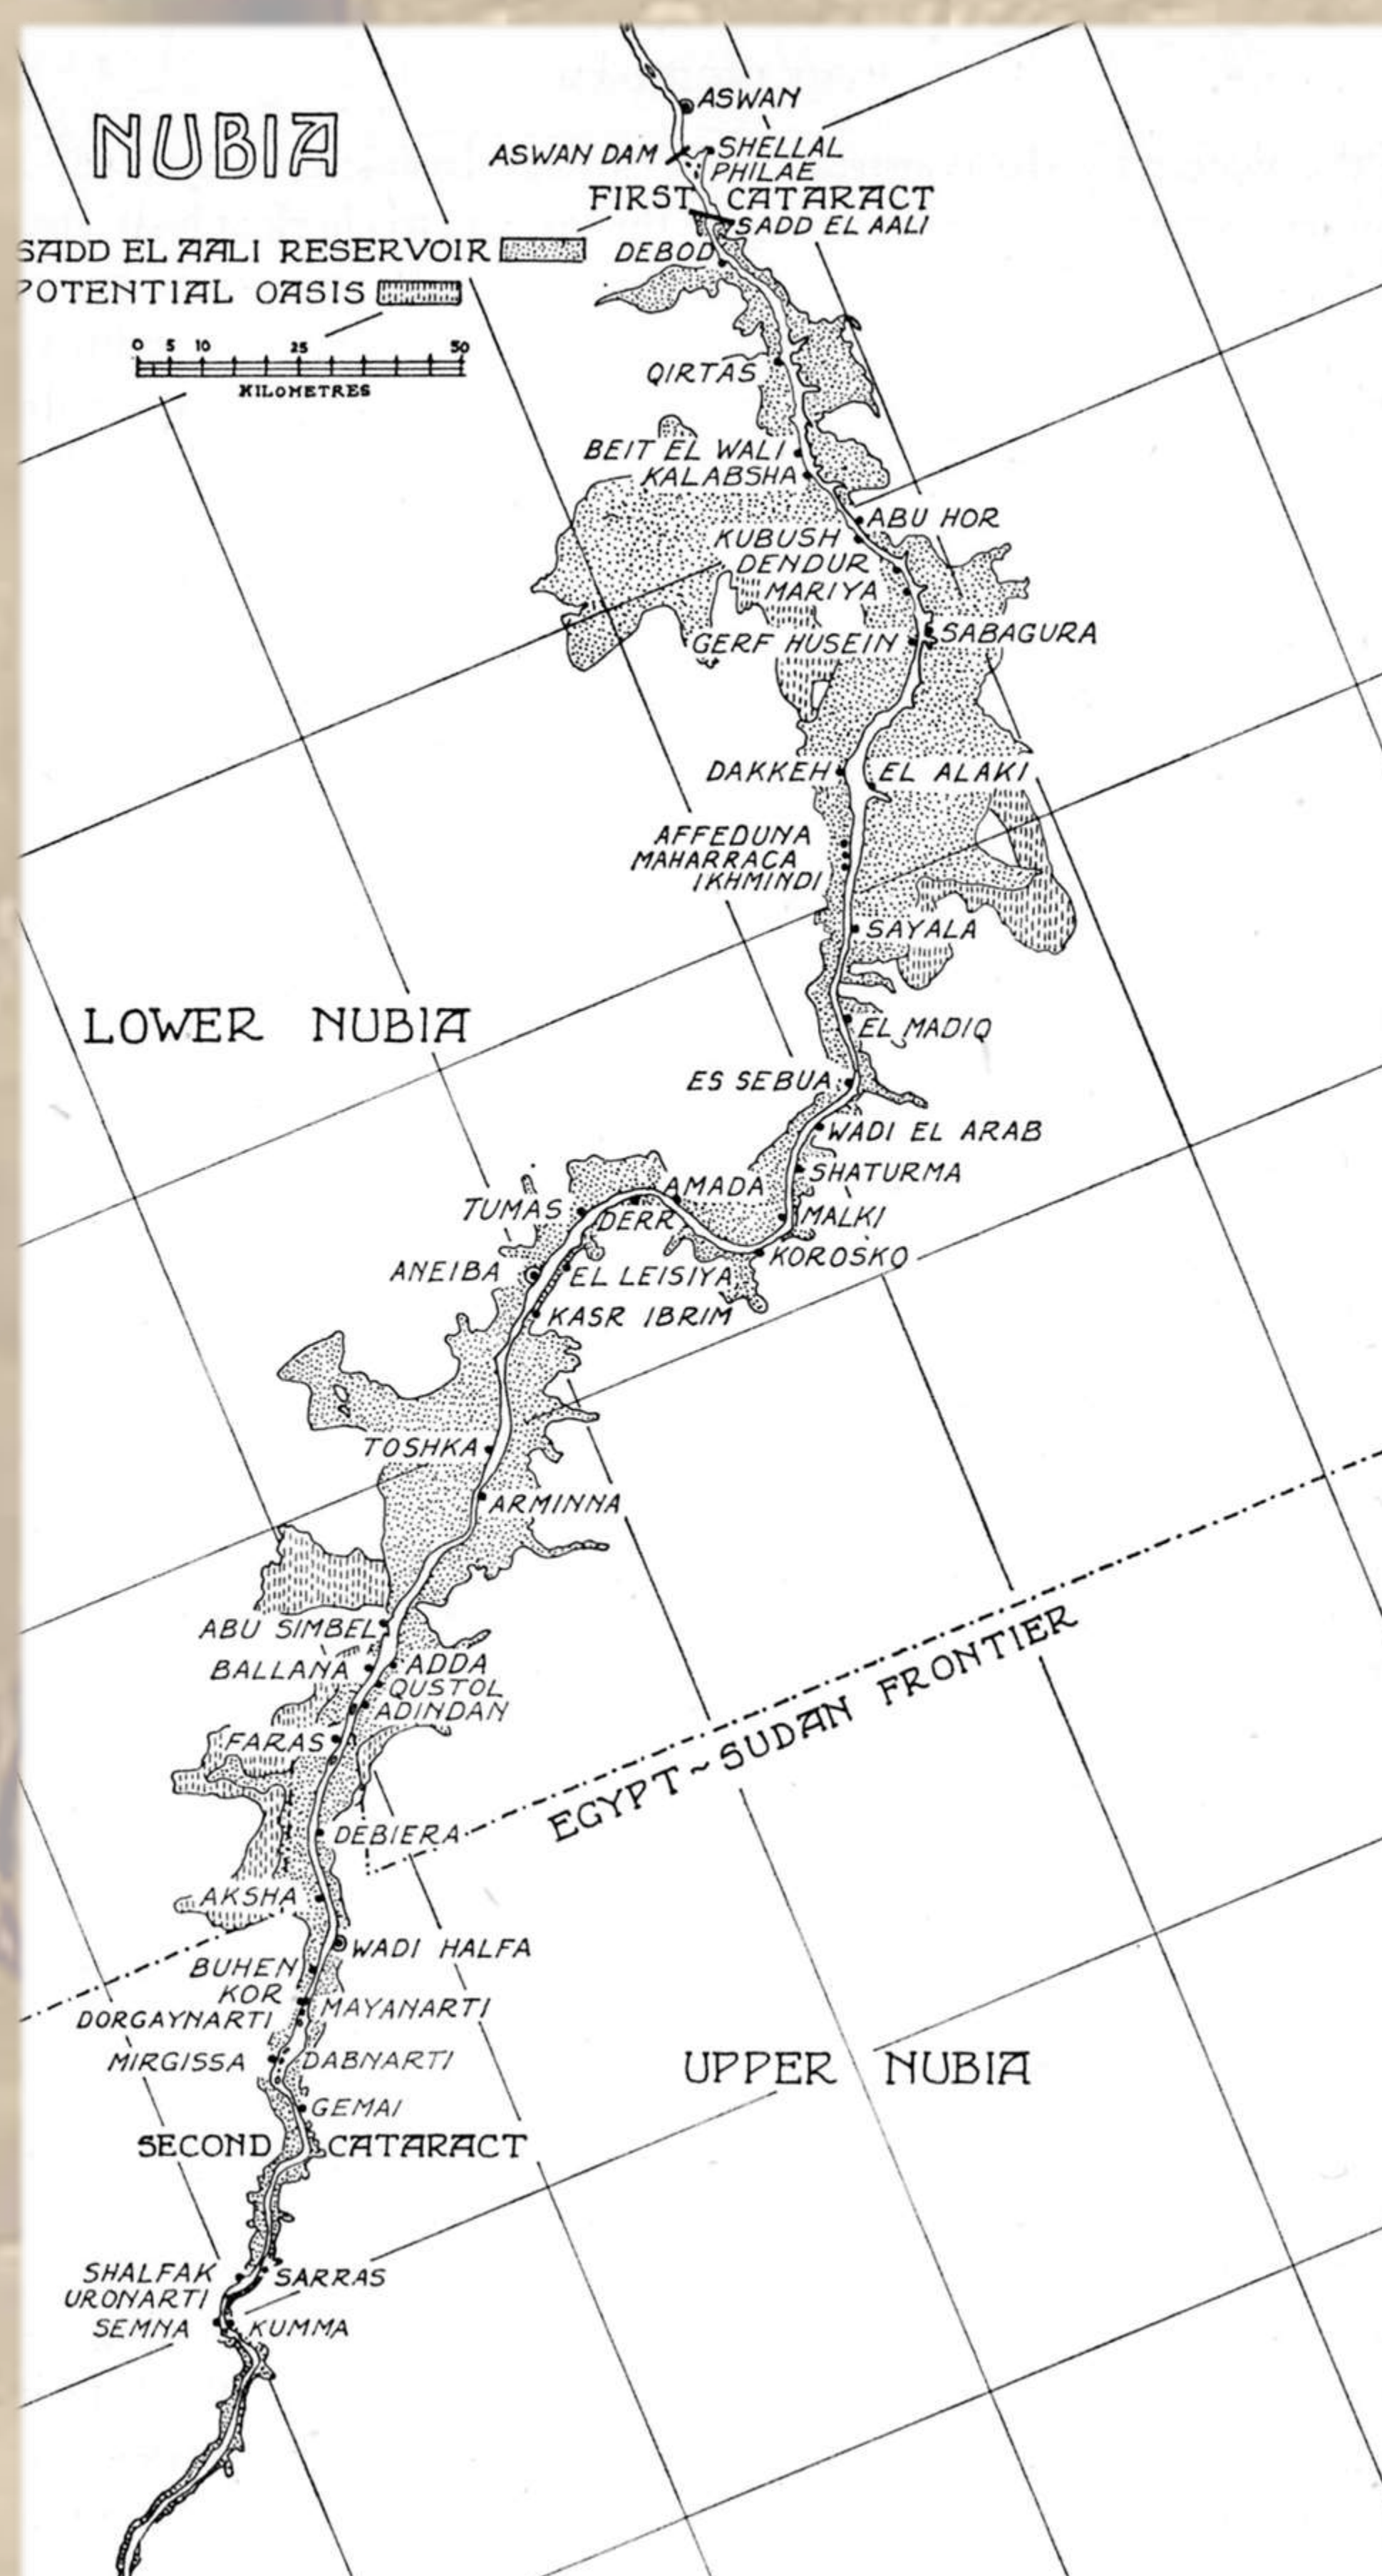 NUBIA
SADD EL AALI RESERVOIR
POTENTIAL OASIS
0 5 10 25 50
KILOMETRES
ASWAN
ASWAN DAM
SHELLAL
PHILAE
FIRST CATARACT
SADD EL AALI
DEBOD
QIRTAS
BEIT EL WALI
KALABSHA
ABU HOR
KUBUSH
DENDUR
MARIYA
GERF HUSEIN
SABAGURA
DAKKEH
EL ALAKI
AFFEDUNA
MAHARRACA
IKHMINDI
SAYALA
LOWER NUBIA
EL MADIQ
ES SEBUA
WADI EL ARAB
SHATURMA
AMADA
TUMAS
DERR
MALKI
KOROSKO
ANEIBA
EL LEISIYA
KASR IBRIM
TOSHKA
ARMINNA
ABU SIMBEL
BALLANA
ADDA
QUSTOL
ADINDAN
FARAS
EGYPT~SUDAN FRONTIER
DEBIERA
AKSHA
WADI HALFA
BUHEN
KOR
MAYANARTI
DORGAYNARTI
MIRGISSA
DABNARTI
UPPER NUBIA
GEMAI
SECOND CATARACT
SHALFAK
SARRAS
URONARTI
SEMNA
KUMMA